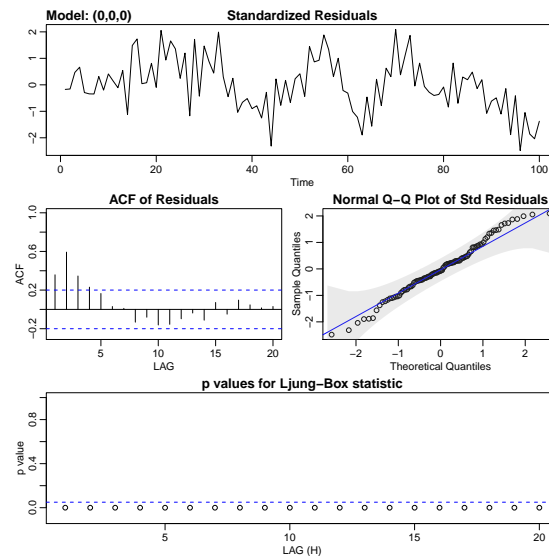 Model: (0,0,0) Standardized Residuals
2
1
0
-1
-2
0 20 40 60 80 100
Time
ACF of Residuals
1.0
0.6
0.2
-0.2
ACF
5 10 15 20
LAG
Normal Q-Q Plot of Std Residuals
2
1
0
-1
-2
Sample Quantiles
-2 -1 0 1 2
Theoretical Quantiles
p values for Ljung-Box statistic
0.8
0.4
0.0
p value
5 10 15 20
LAG (H)